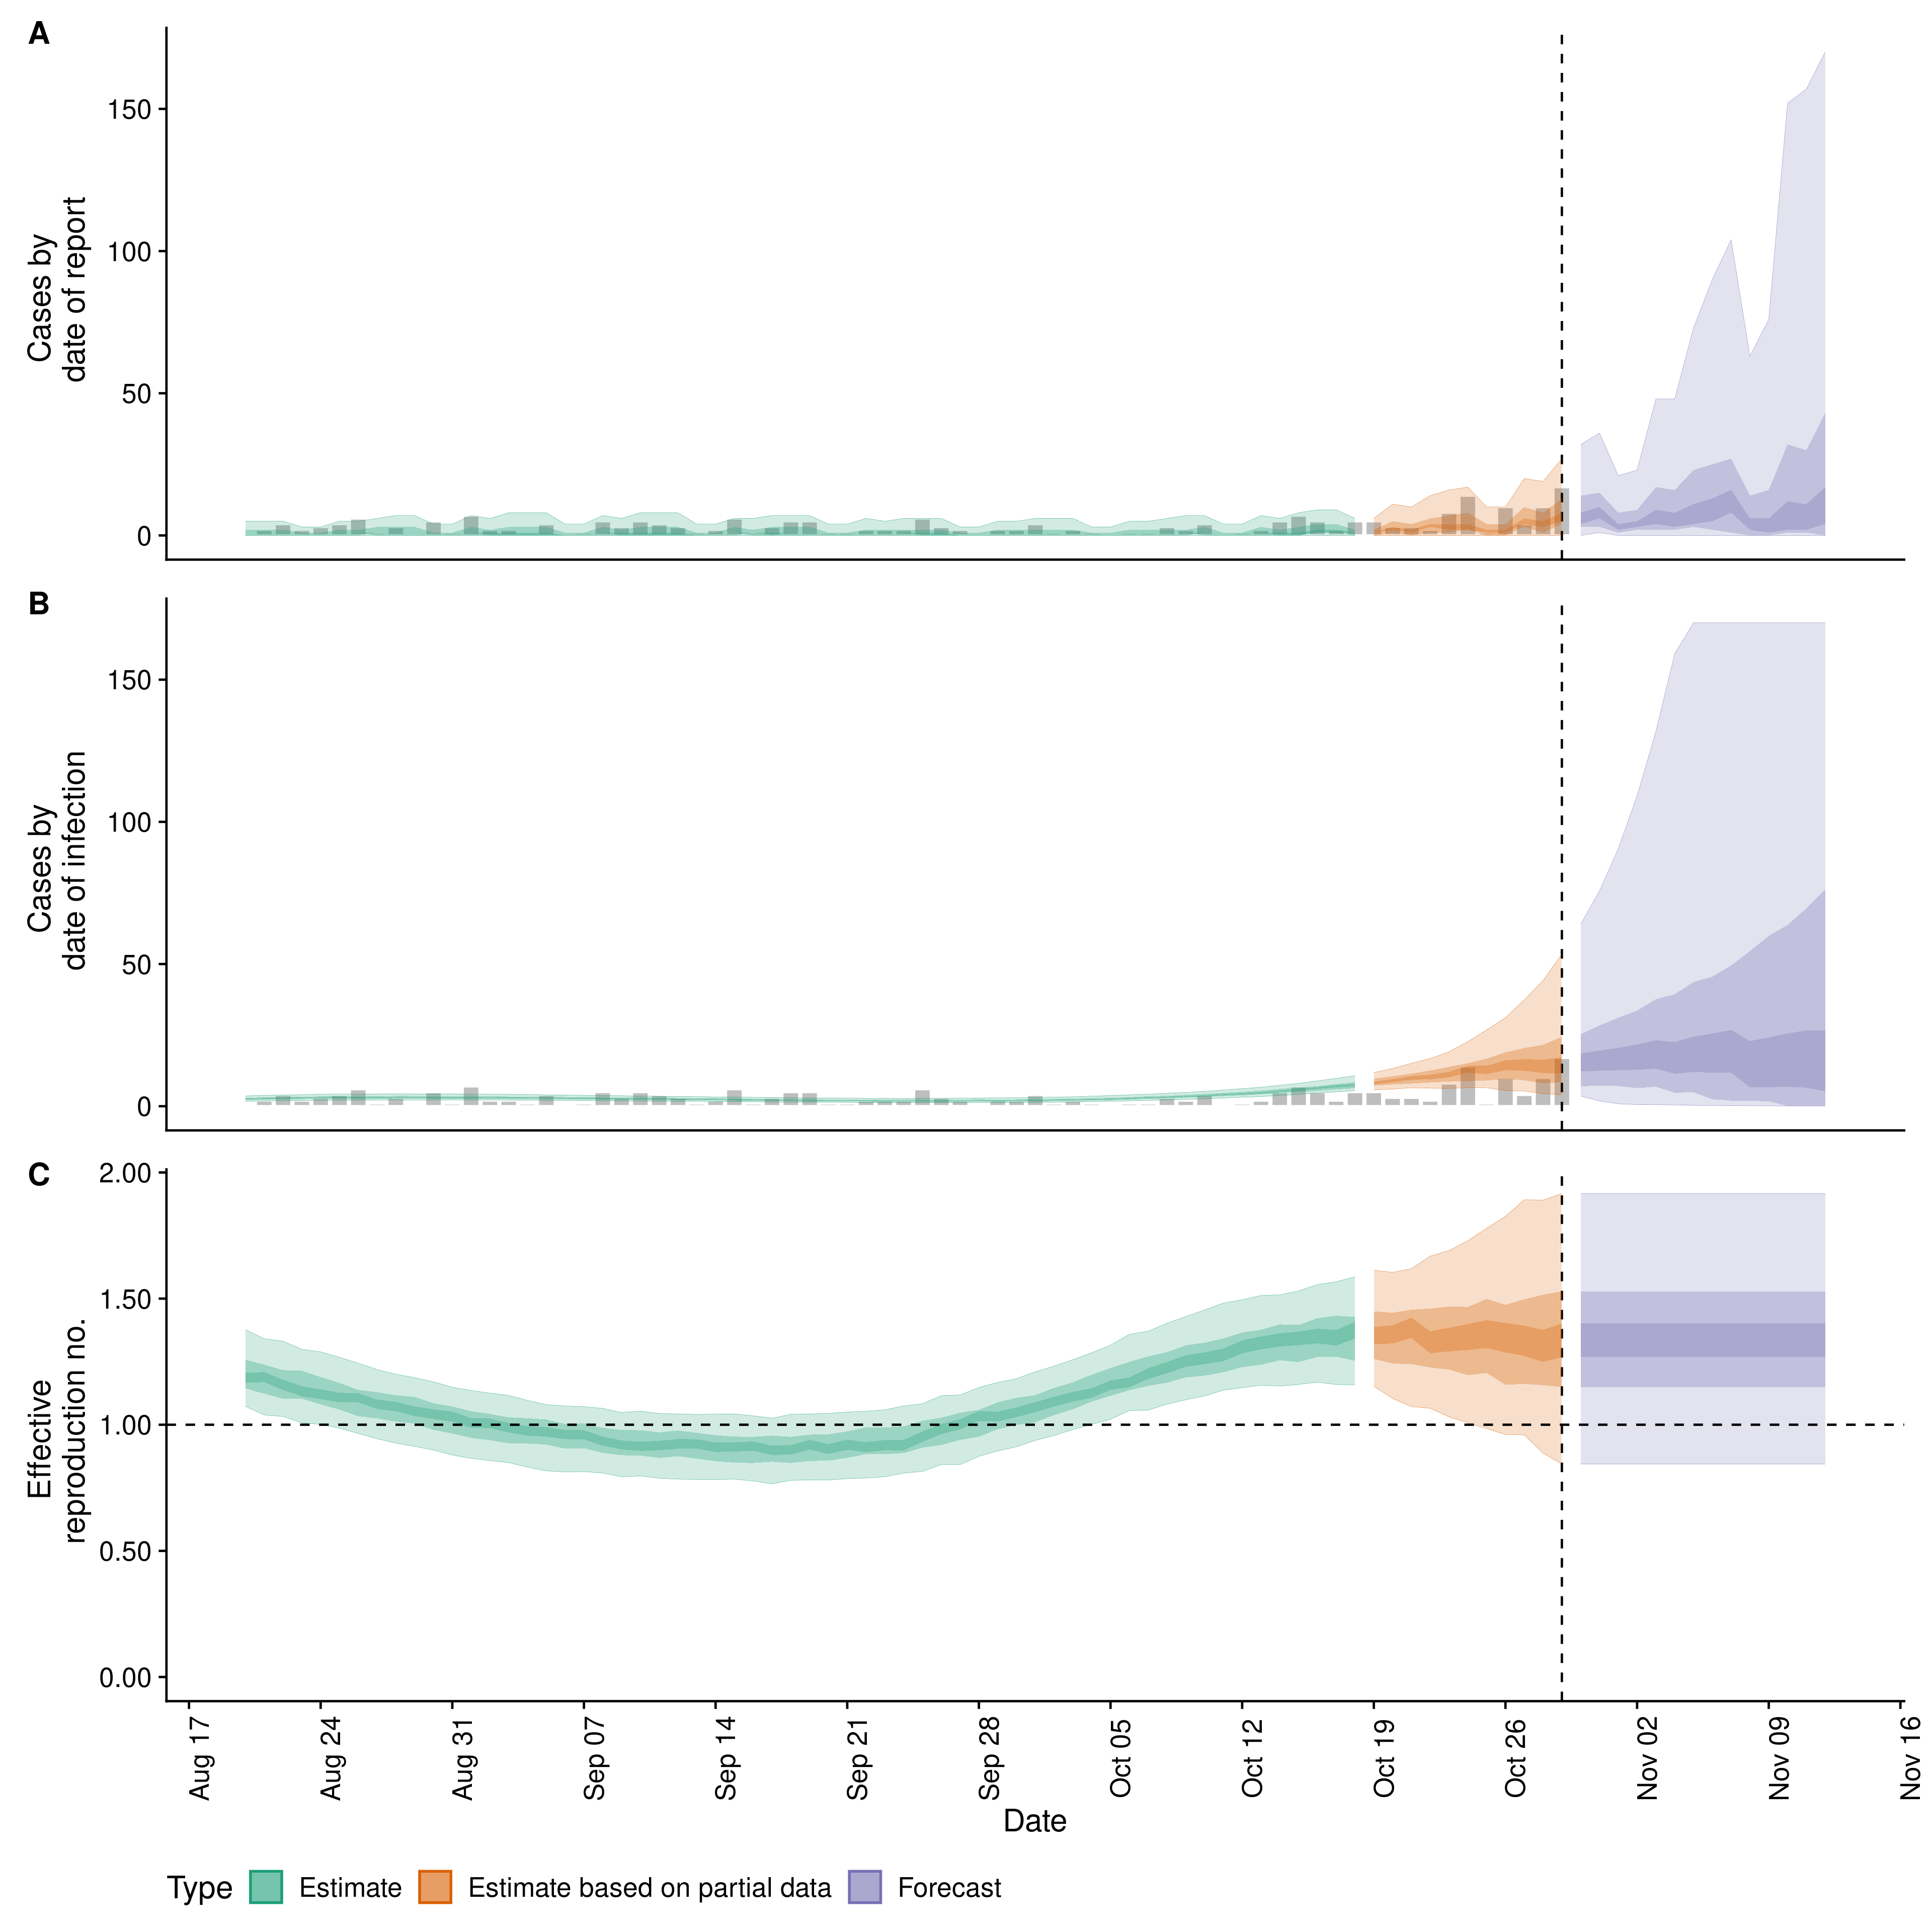 A
Cases by
date of report
150
100
50
0
B
Cases by
date of infection
150
100
50
0
C
Effective
reproduction no.
2.00
1.50
1.00
0.50
0.00
Aug 17
Aug 24
Aug 31
Sep 07
Sep 14
Sep 21
Sep 28
Oct 05
Oct 12
Oct 19
Oct 26
Nov 02
Nov 09
Nov 16
Date
Type Estimate Estimate based on partial data Forecast